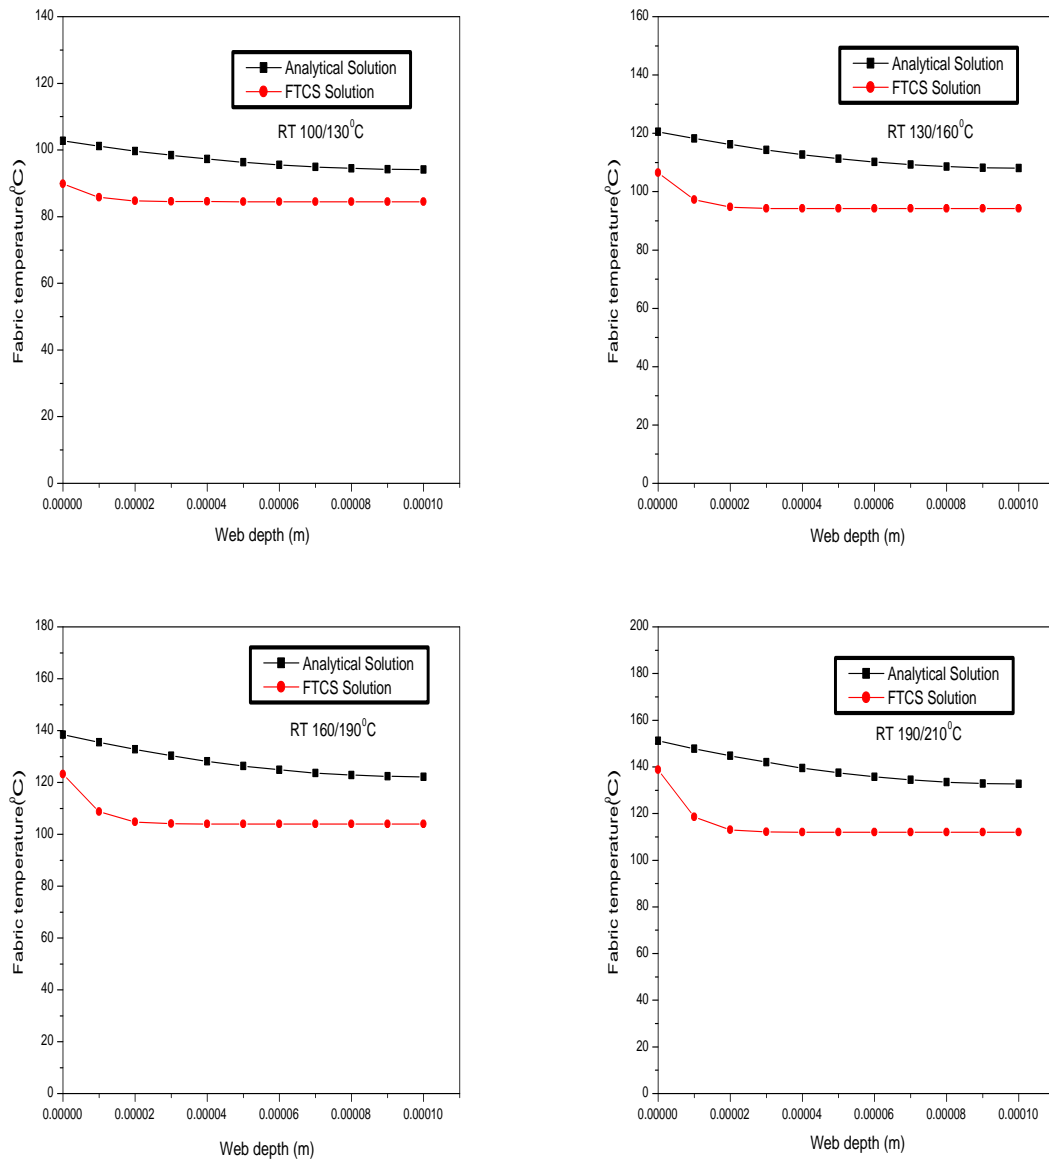 140
120
100
80
60
40
20
0
Fabric temperature(⁰C)
Analytical Solution
FTCS Solution
RT 100/130⁰C
0.00000 0.00002 0.00004 0.00006 0.00008 0.00010
Web depth (m)
160
140
120
100
80
60
40
20
0
Fabric temperature(⁰C)
Analytical Solution
FTCS Solution
RT 130/160⁰C
0.00000 0.00002 0.00004 0.00006 0.00008 0.00010
Web depth (m)
180
160
140
120
100
80
60
40
20
0
Fabric temperature(⁰C)
Analytical Solution
FTCS Solution
RT 160/190⁰C
0.00000 0.00002 0.00004 0.00006 0.00008 0.00010
Web depth (m)
200
180
160
140
120
100
80
60
40
20
0
Fabric temperature(⁰C)
Analytical Solution
FTCS Solution
RT 190/210⁰C
0.00000 0.00002 0.00004 0.00006 0.00008 0.00010
Web depth (m)